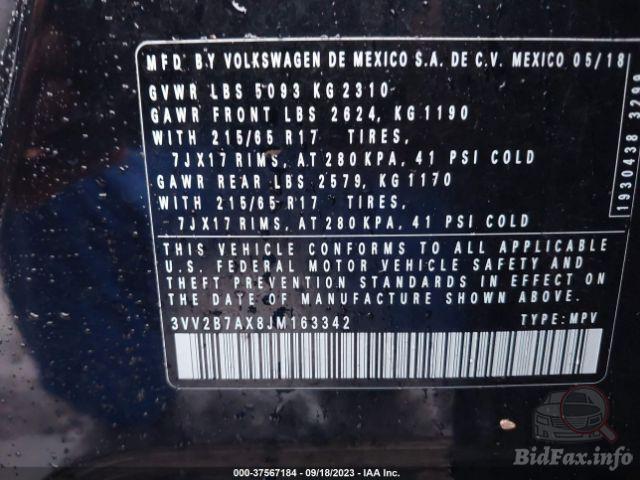 MFD. BY VOLKSWAGEN DE MEXICO S.A. DE C.V. MEXICO 05/18
GVWR LBS 5093 KG 2310
GAWR FRONT LBS 2624, KG 1190
WITH 215/65 R17 TIRES,
7JX17 RIMS, AT 280 KPA, 41 PSI COLD
GAWR REAR LBS 2579, KG 1170
WITH 215/65 R17 TIRES,
7JX17 RIMS, AT 280 KPA, 41 PSI COLD
THIS VEHICLE CONFORMS TO ALL APPLICABLE
U.S. FEDERAL MOTOR VEHICLE SAFETY AND
THEFT PREVENTION STANDARDS IN EFFECT ON
THE DATE OF MANUFACTURE SHOWN ABOVE.
3VV2B7AX8JM163342 TYPE: MPV
1930438
000-37567184 - 09/18/2023 - IAA Inc.
BidFax.info